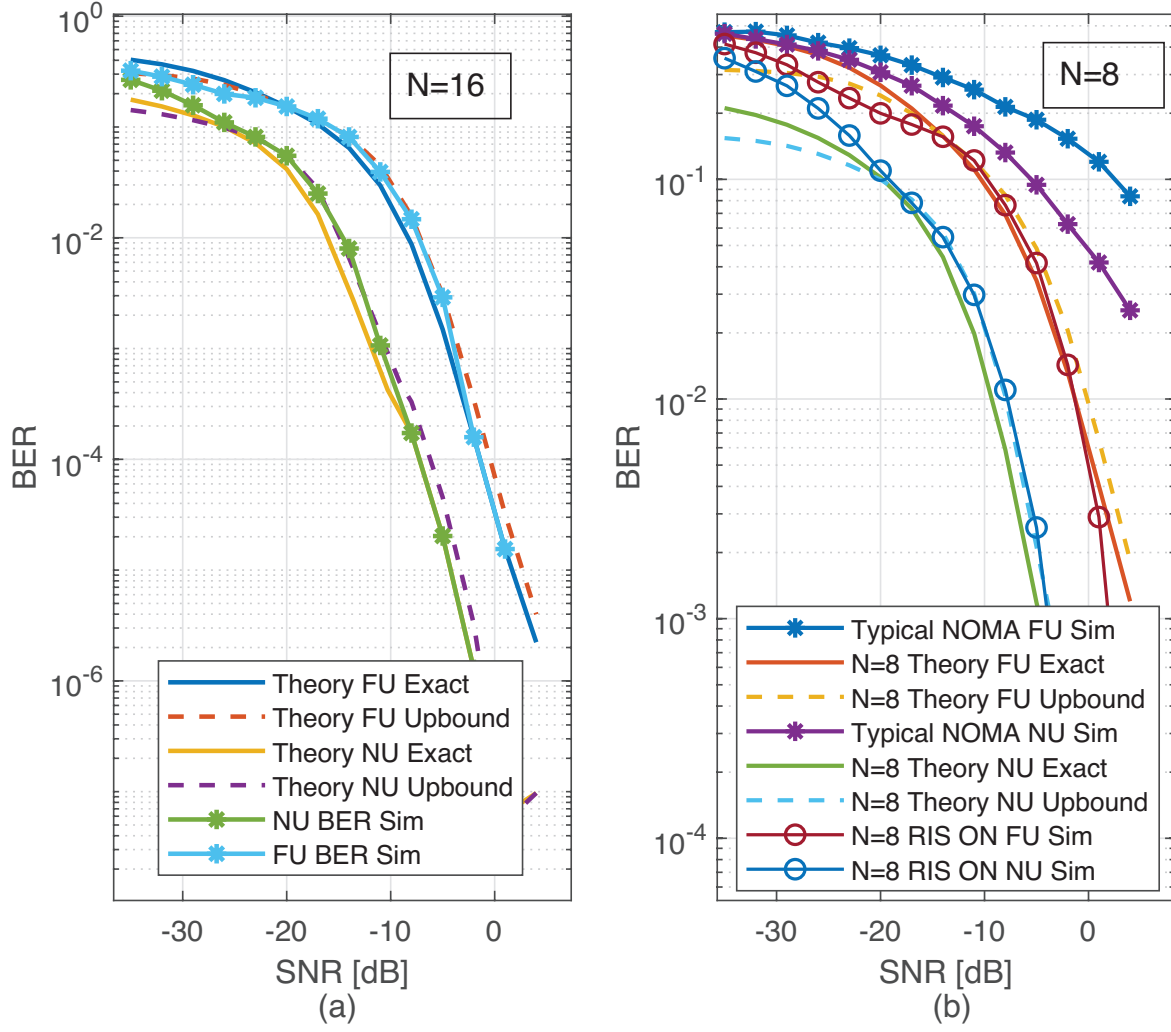 N=16
10^0
10^-2
10^-4
10^-6
BER
-30
-20
-10
0
SNR [dB]
(a)
Theory FU Exact
Theory FU Upbound
Theory NU Exact
Theory NU Upbound
NU BER Sim
FU BER Sim
N=8
10^-1
10^-2
10^-3
10^-4
BER
-30
-20
-10
0
SNR [dB]
(b)
Typical NOMA FU Sim
N=8 Theory FU Exact
N=8 Theory FU Upbound
Typical NOMA NU Sim
N=8 Theory NU Exact
N=8 Theory NU Upbound
N=8 RIS ON FU Sim
N=8 RIS ON NU Sim